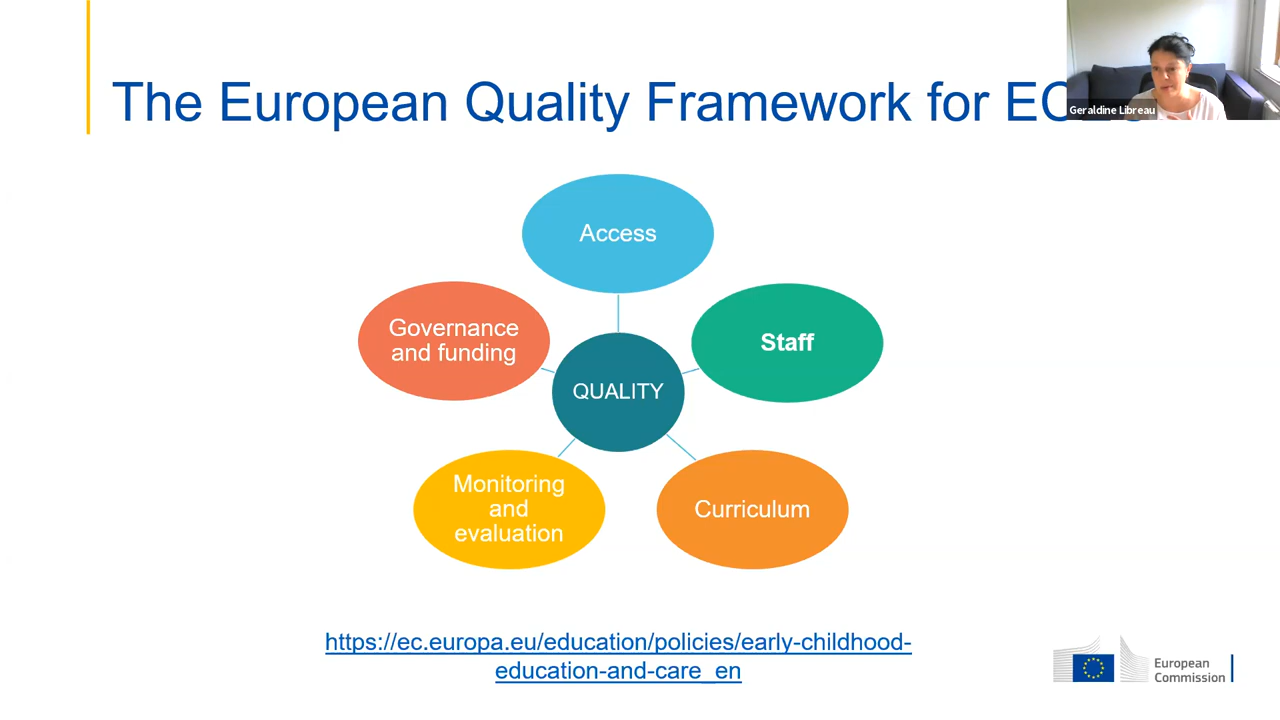 The European Quality Framework for EC
Geraldine Libreau
Access
Governance
and funding
Staff
QUALITY
Monitoring
and
evaluation
Curriculum
https://ec.europa.eu/education/policies/early-childhood-
education-and-care_en
European
Commission